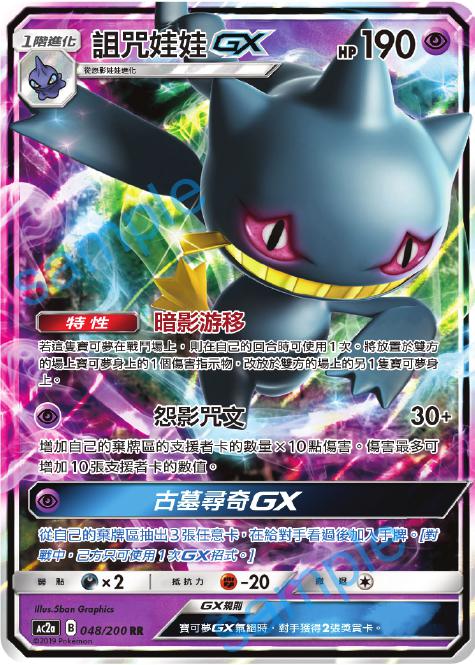 1階進化
詛咒娃娃GX
HP 190
從怨影娃娃進化
特性 暗影游移
若這隻寶可夢在戰鬥場上，則在自己的回合時可使用1次。將放置於雙方
的場上寶可夢身上的1個傷害指示物，改放於雙方的場上的另1隻寶可夢身
上。
怨影咒文 30+
增加自己的棄牌區的支援者卡的數量×10點傷害。傷害最多可
增加10張支援者卡的數值。
古墓尋奇GX
從自己的棄牌區抽出3張任意卡，在給對手看過後加入手牌。[對
戰中，己方只可使用1次GX招式。]
弱點 ×2 抵抗力 -20 撤退
illus.5ban Graphics
GX規則
AC2a B 048/200 RR
寶可夢GX氣絕時，對手獲得2張獎賞卡。
©2019 Pokémon
sample
sample
sample